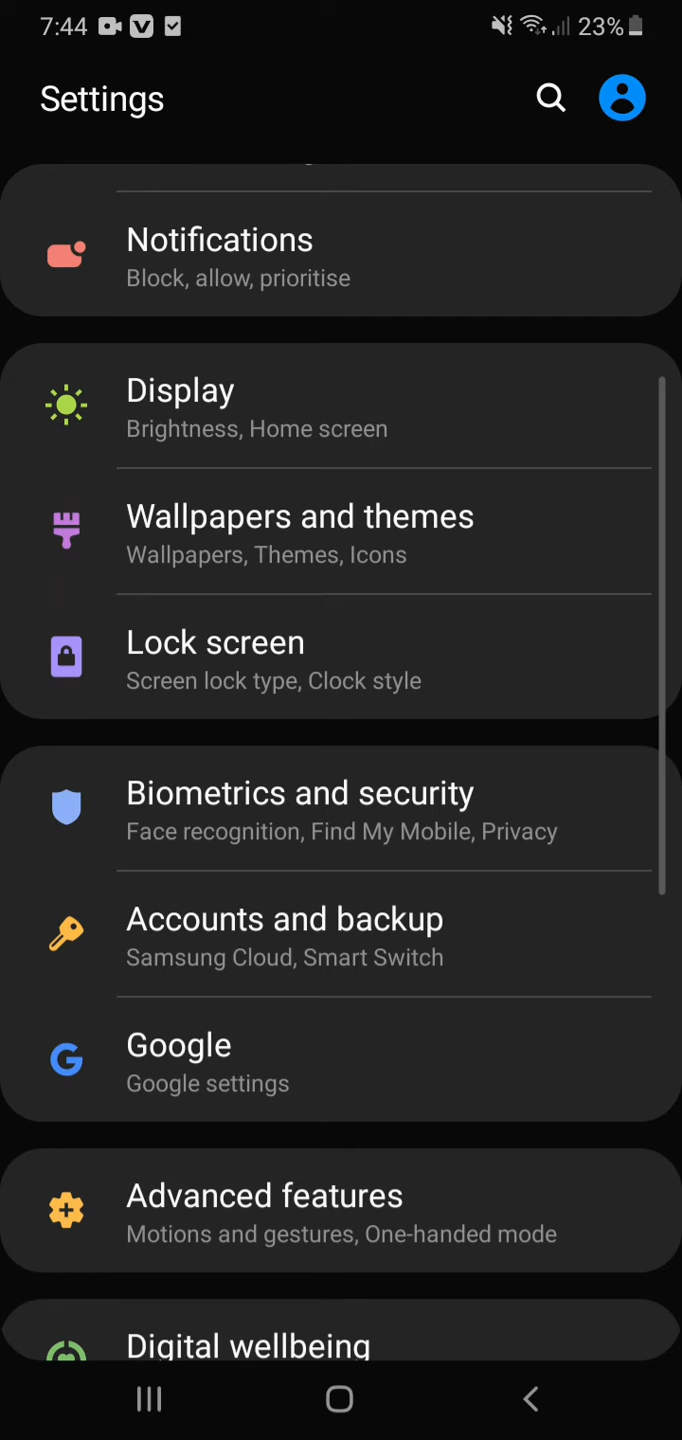 7:44
23%
Settings
Notifications
Block, allow, prioritise
Display
Brightness, Home screen
Wallpapers and themes
Wallpapers, Themes, Icons
Lock screen
Screen lock type, Clock style
Biometrics and security
Face recognition, Find My Mobile, Privacy
Accounts and backup
Samsung Cloud, Smart Switch
Google
Google settings
Advanced features
Motions and gestures, One-handed mode
Digital wellbeing